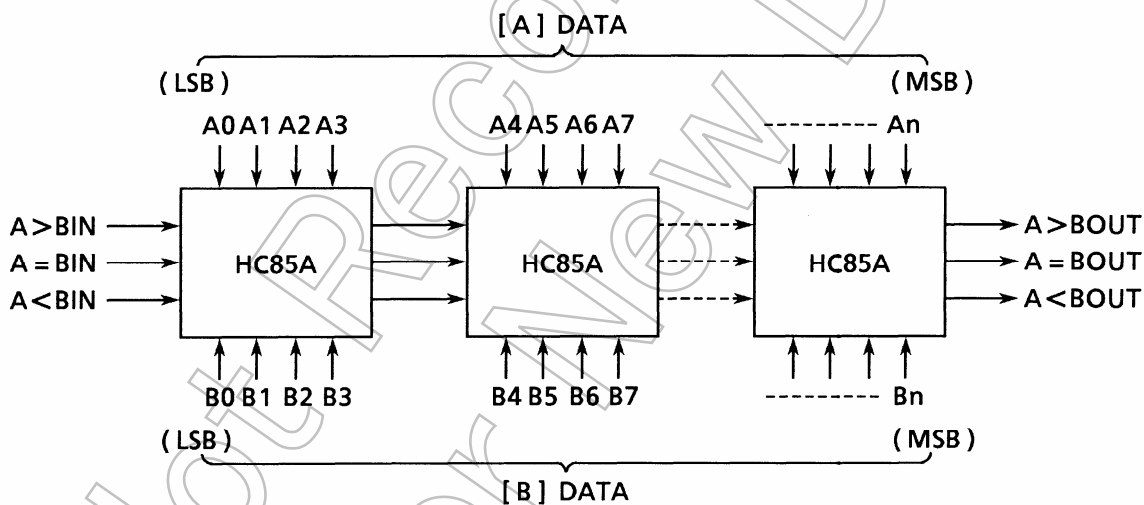 [A] DATA
(LSB) (MSB)
A0 A1 A2 A3 A4 A5 A6 A7 An
A>BIN A>BOUT
A=BIN HC85A HC85A HC85A A=BOUT
A<BIN A<BOUT
B0 B1 B2 B3 B4 B5 B6 B7 Bn
(LSB) (MSB)
[B] DATA